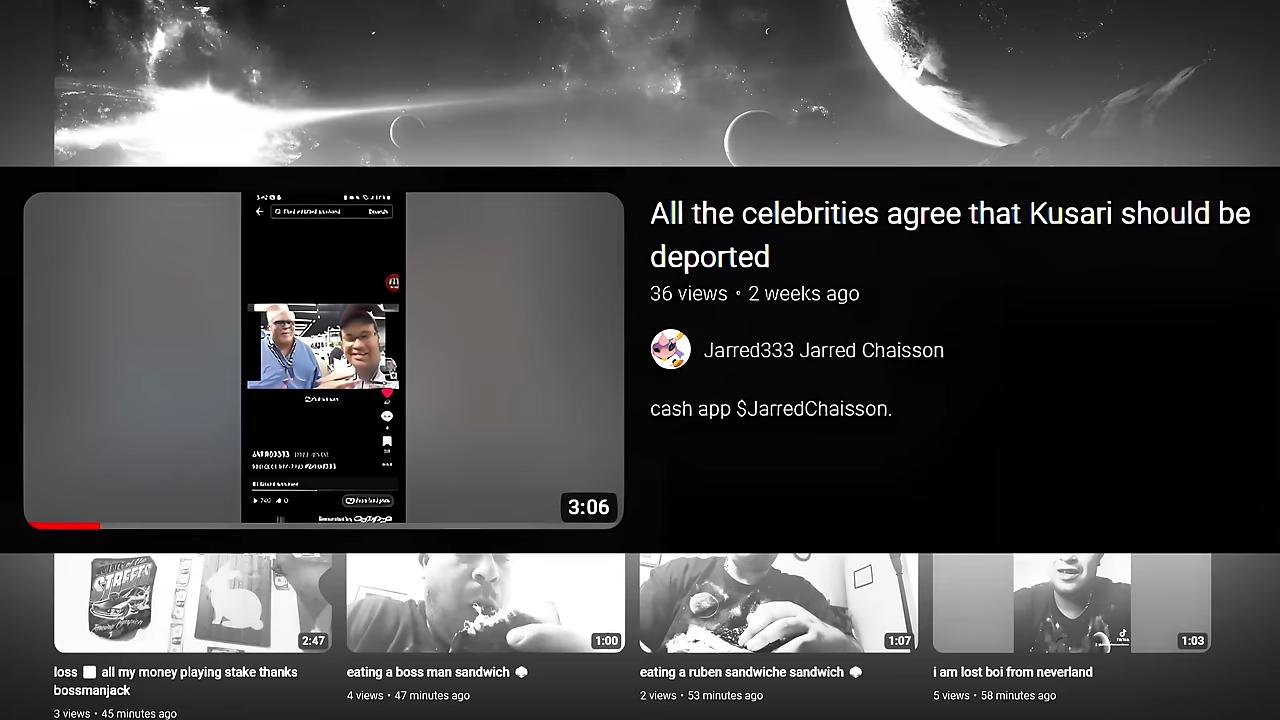 All the celebrities agree that Kusari should be
deported
36 views • 2 weeks ago
Jarred333 Jarred Chaisson
cash app $JarredChaisson.
3:06
STREETS
2:47
1:00
1:07
TikTok
1:03
loss all my money playing stake thanks
bossmanjack
3 views • 45 minutes ago
eating a boss man sandwich
4 views • 47 minutes ago
eating a ruben sandwiche sandwich
2 views • 53 minutes ago
i am lost boi from neverland
5 views • 58 minutes ago